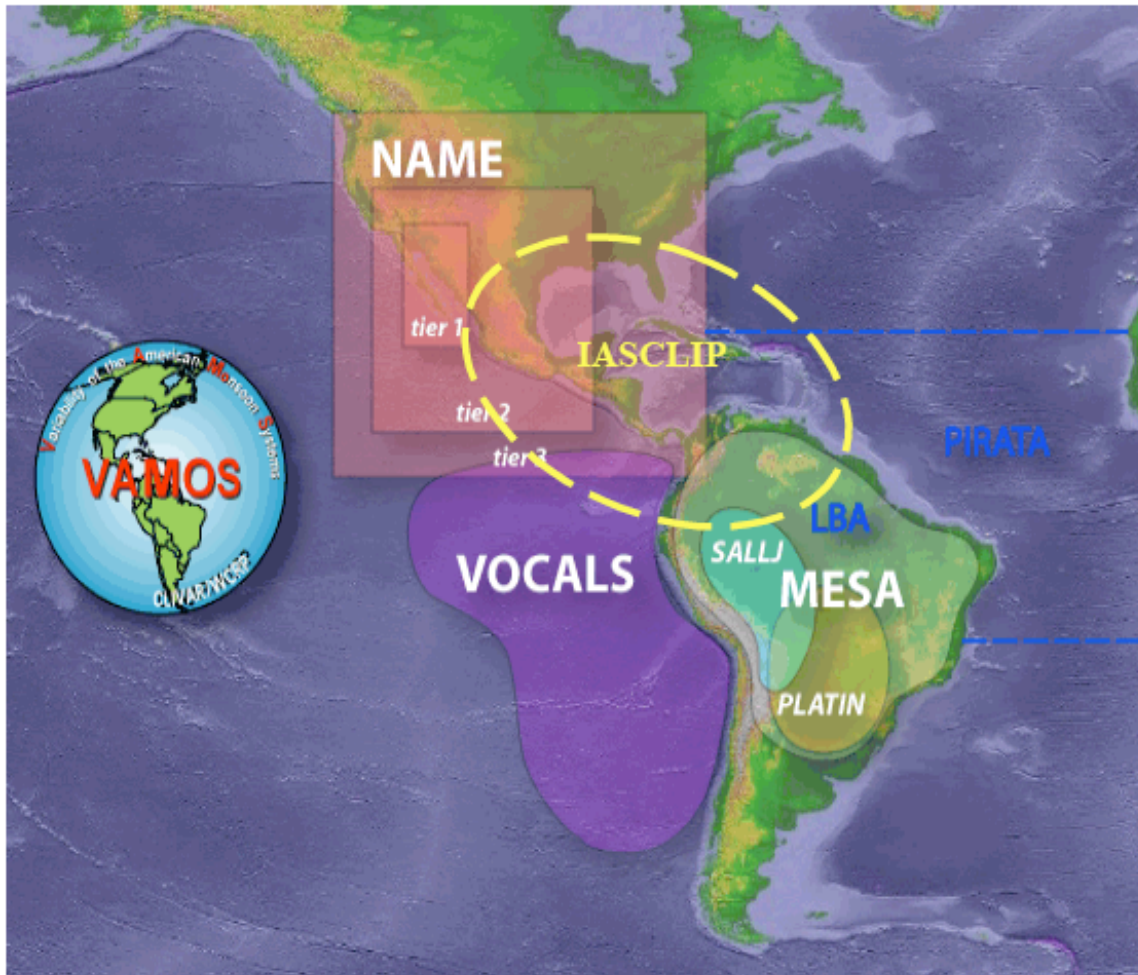 NAME
tier 1
IASCLIP
tier 2
tier 3
PIRATA
Variability of the American Monsoon Systems
VAMOS
CLIVAR/WCRP
LBA
SALLJ
VOCALS
MESA
PLATIN